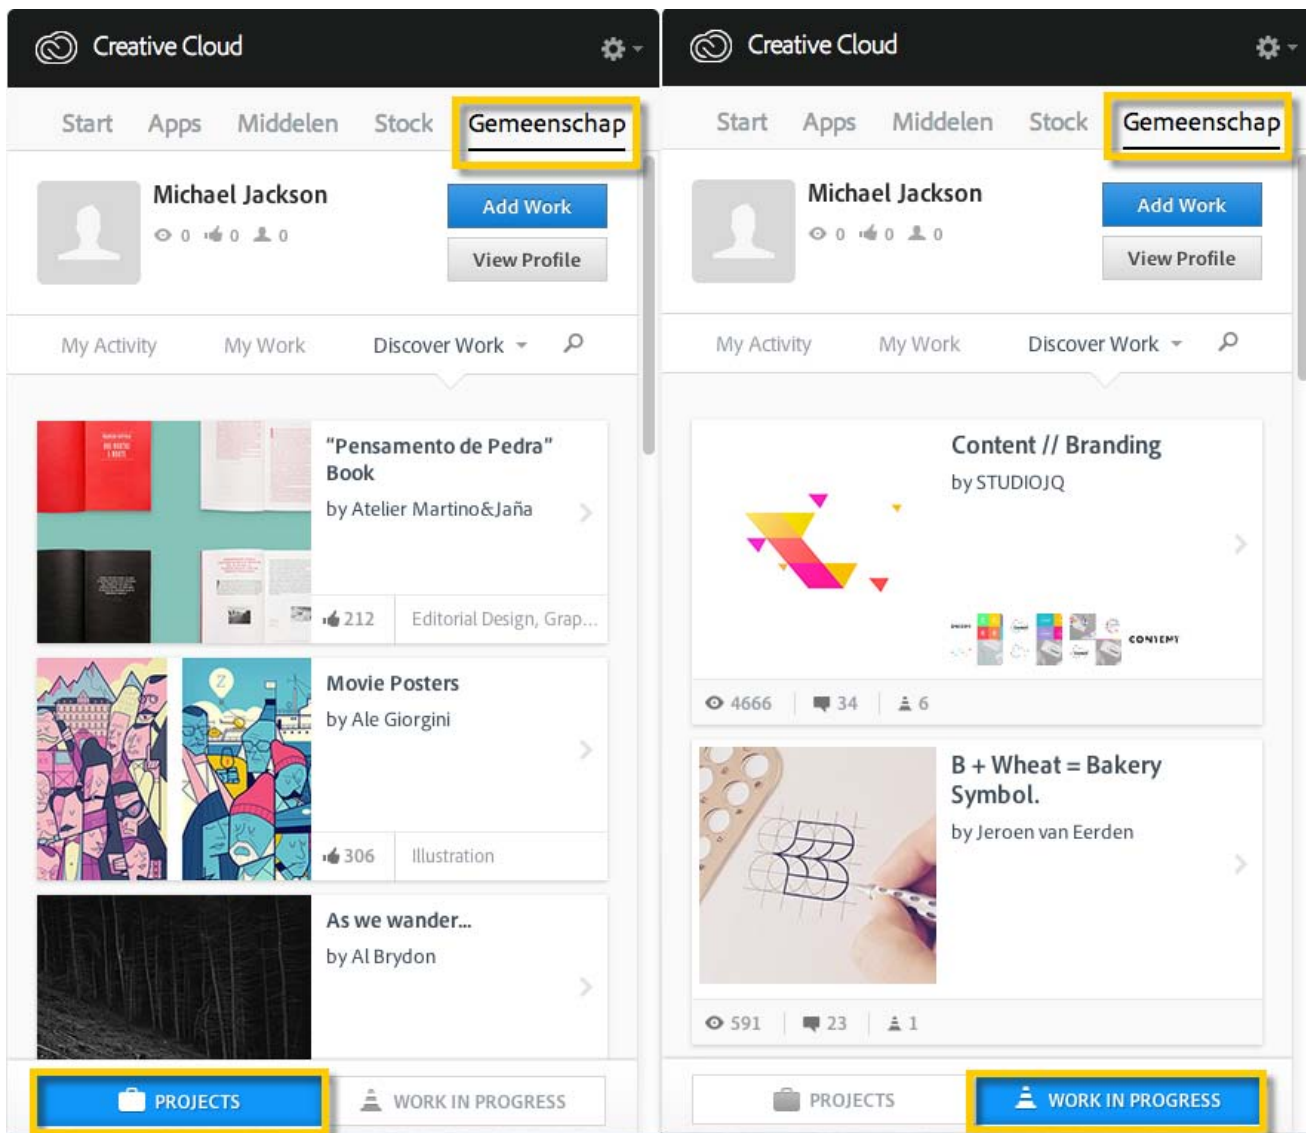 Creative Cloud
Start Apps Middelen Stock Gemeenschap
Michael Jackson
Add Work
0 0 0
View Profile
My Activity My Work Discover Work
“Pensamento de Pedra”
Book
by Atelier Martino&Jaña
212 Editorial Design, Grap...
Movie Posters
by Ale Giorgini
Z
306 Illustration
As we wander...
by Al Brydon
PROJECTS WORK IN PROGRESS
Creative Cloud
Start Apps Middelen Stock Gemeenschap
Michael Jackson
Add Work
0 0 0
View Profile
My Activity My Work Discover Work
Content // Branding
by STUDIOJQ
CONTENT
4666 34 6
B + Wheat = Bakery
Symbol.
by Jeroen van Eerden
591 23 1
PROJECTS WORK IN PROGRESS